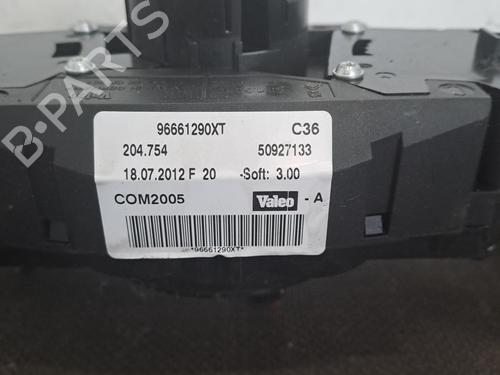 B-PARTS
96661290XT C36
204.754 50927133
18.07.2012 F 20 -Soft: 3.00
COM2005 Valeo - A
*96661290XT*